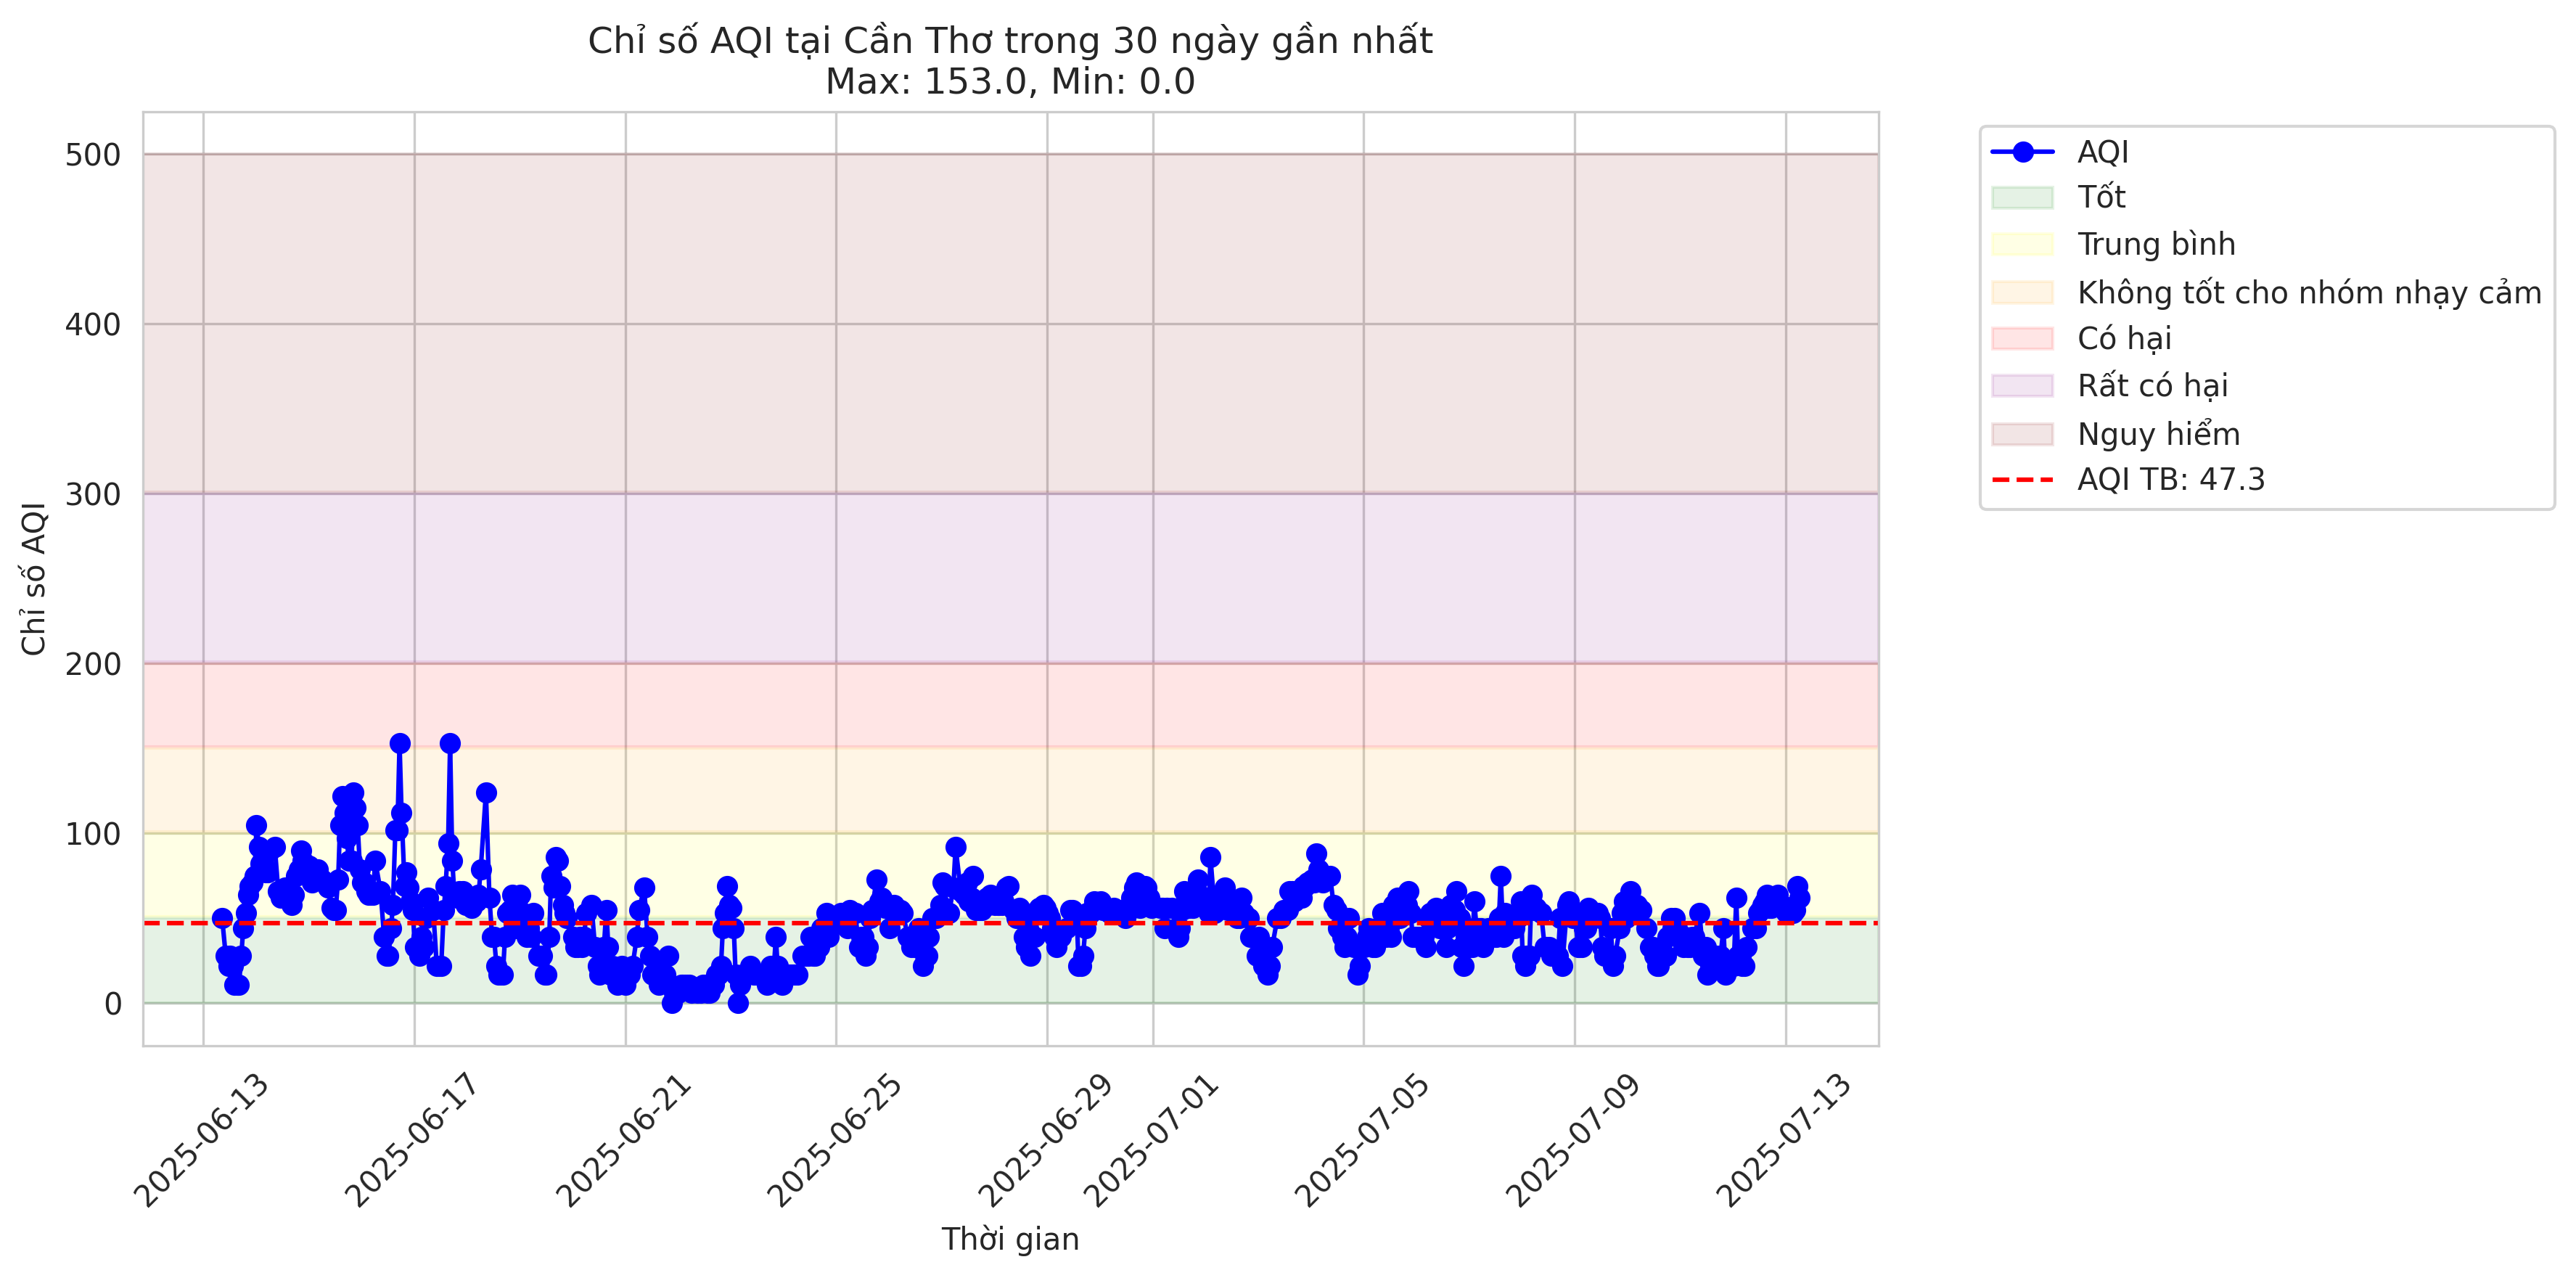 Chỉ số AQI tại Cần Thơ trong 30 ngày gần nhất
Max: 153.0, Min: 0.0
Chỉ số AQI
500
400
300
200
100
0
2025-06-13
2025-06-17
2025-06-21
2025-06-25
2025-06-29
2025-07-01
2025-07-05
2025-07-09
2025-07-13
Thời gian
AQI
Tốt
Trung bình
Không tốt cho nhóm nhạy cảm
Có hại
Rất có hại
Nguy hiểm
AQI TB: 47.3